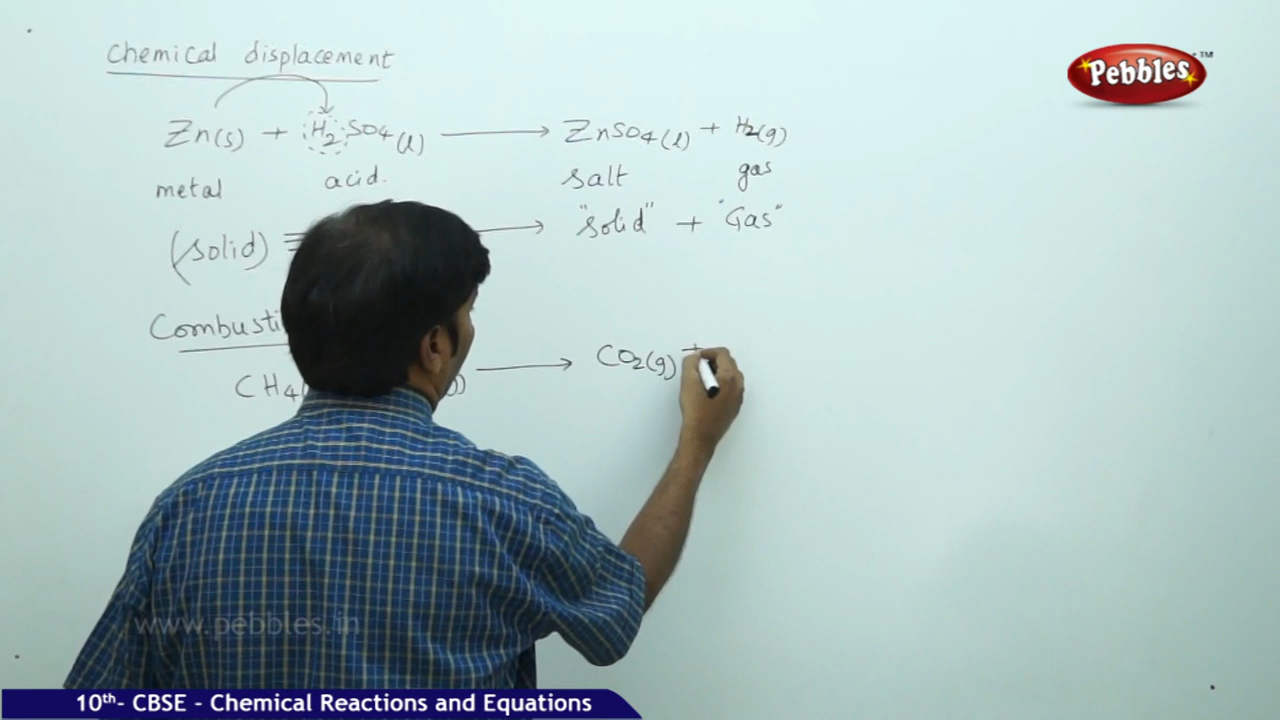 Chemical displacement
Pebbles™
Zn(s) + H2SO4(l) → ZnSO4(l) + H2(g)
metal acid. salt gas
(solid) → "solid" + "Gas"
Combusti
CH4 → CO2(g) +
www.pebbles.in
10th- CBSE - Chemical Reactions and Equations